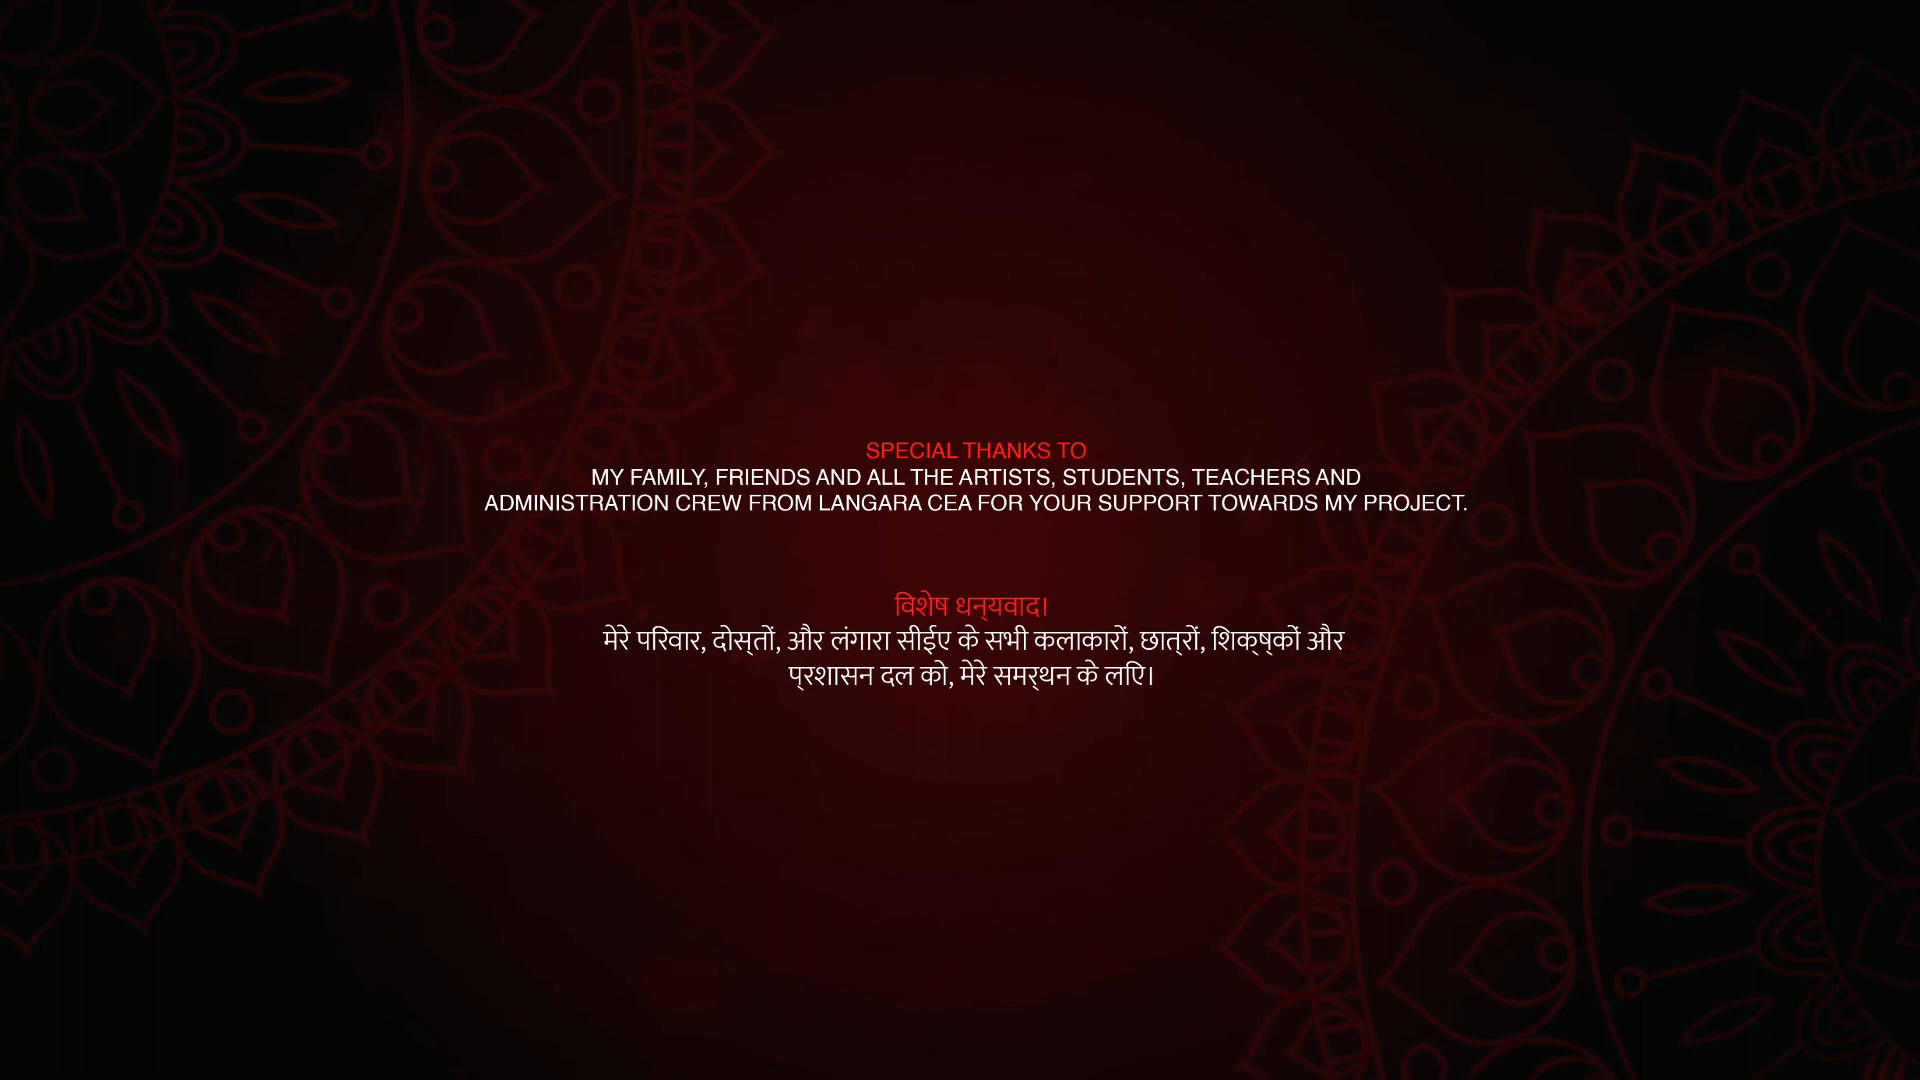 SPECIAL THANKS TO
MY FAMILY, FRIENDS AND ALL THE ARTISTS, STUDENTS, TEACHERS AND
ADMINISTRATION CREW FROM LANGARA CEA FOR YOUR SUPPORT TOWARDS MY PROJECT.
विशेष धन्‌यवाद।
मेरे परिवार, दोस्‌तों, और लंगारा सीईए के सभी कलाकारों, छात्‌रों, शिक्‌ष्‌कों और
प्‌रशासन दल को, मेरे समर्‌थन के लिए।